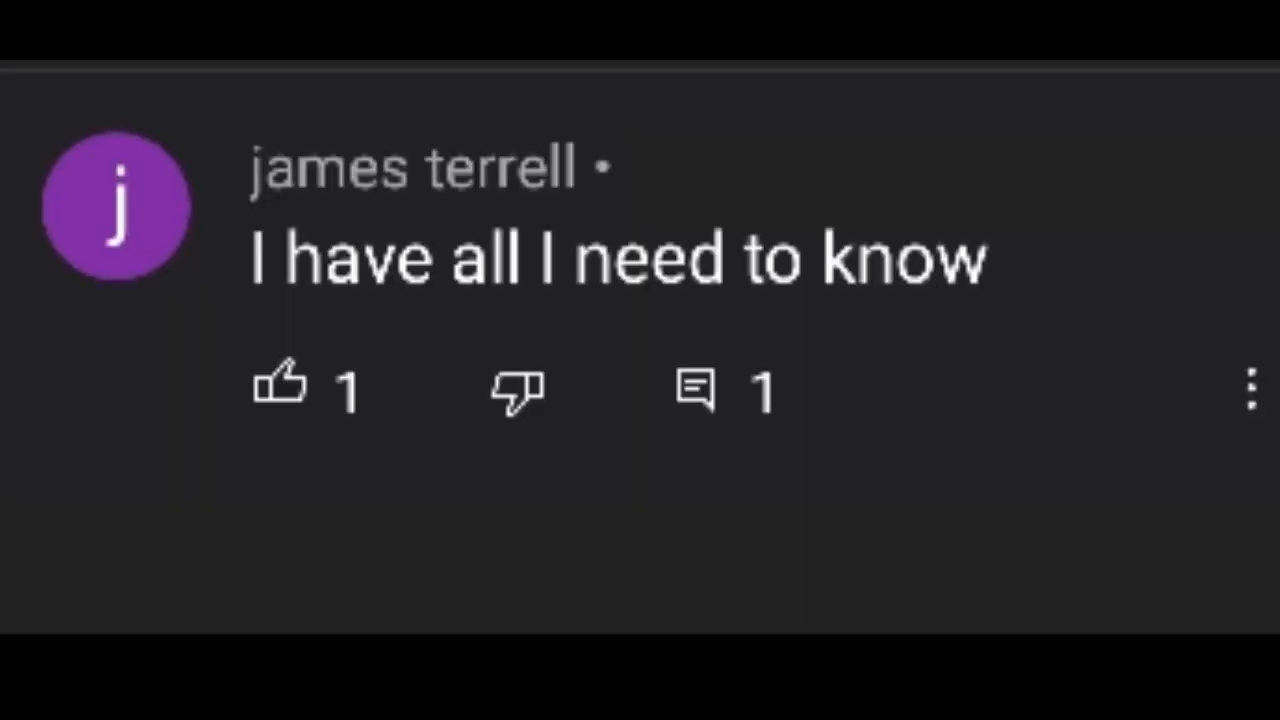 j
james terrell •
I have all I need to know
1 1